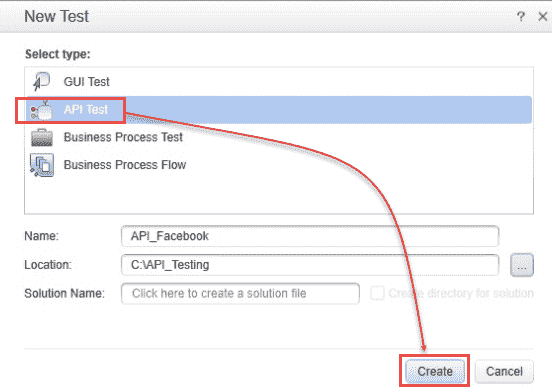 New Test
Select type:
GUI Test
API Test
Business Process Test
Business Process Flow
Name: API_Facebook
Location: C:\API_Testing ...
Solution Name: Click here to create a solution file Create directory for solution
Create Cancel